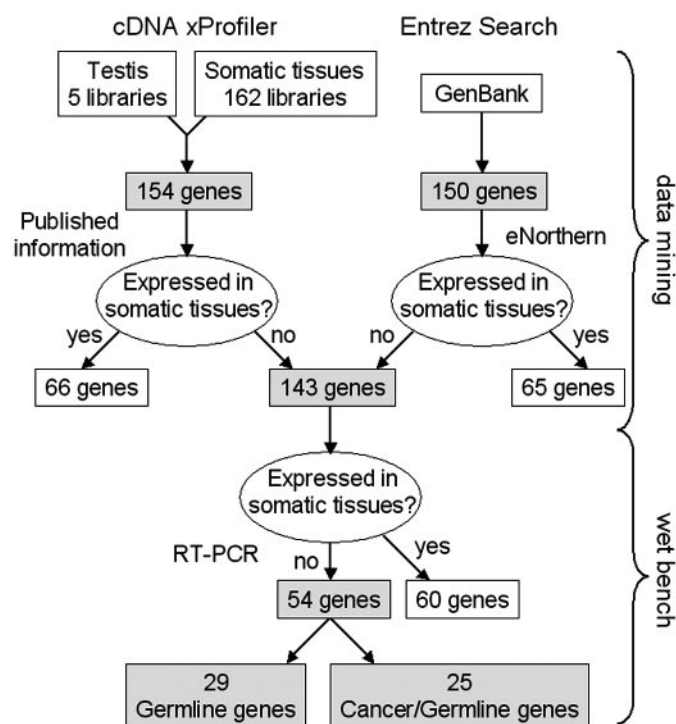 cDNA xProfiler
Entrez Search
Testis
5 libraries
Somatic tissues
162 libraries
GenBank
154 genes
150 genes
Published
information
eNorthern
Expressed in
somatic tissues?
Expressed in
somatic tissues?
yes
no
no
yes
66 genes
143 genes
65 genes
data mining
Expressed in
somatic tissues?
RT-PCR
no
yes
54 genes
60 genes
wet bench
29
Germline genes
25
Cancer/Germline genes